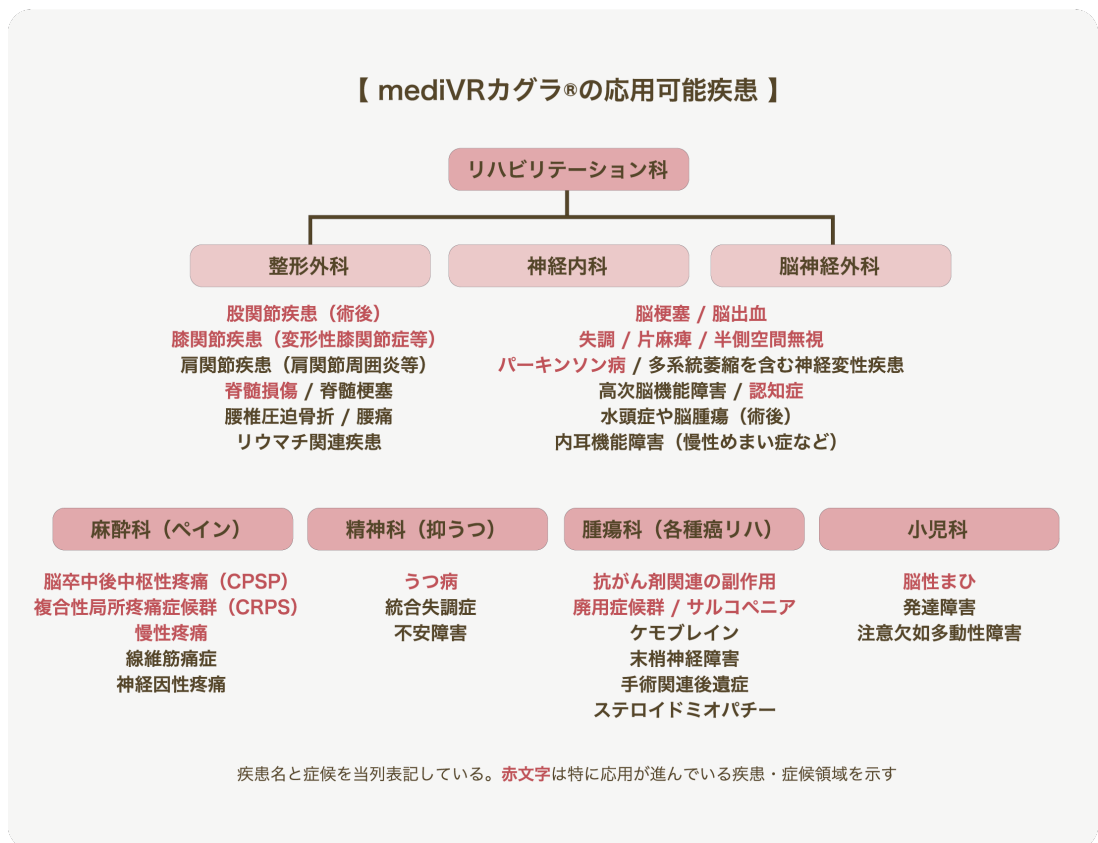 【 mediVRカグラ®の応用可能疾患 】
リハビリテーション科
整形外科
神経内科
脳神経外科
股関節疾患（術後）
膝関節疾患（変形性膝関節症等）
肩関節疾患（肩関節周囲炎等）
脊髄損傷 / 脊髄梗塞
腰椎圧迫骨折 / 腰痛
リウマチ関連疾患
脳梗塞 / 脳出血
失調 / 片麻痺 / 半側空間無視
パーキンソン病 / 多系統萎縮を含む神経変性疾患
高次脳機能障害 / 認知症
水頭症や脳腫瘍（術後）
内耳機能障害（慢性めまい症など）
麻酔科（ペイン）
脳卒中後中枢性疼痛（CPSP）
複合性局所疼痛症候群（CRPS）
慢性疼痛
線維筋痛症
神経因性疼痛
精神科（抑うつ）
うつ病
統合失調症
不安障害
腫瘍科（各種癌リハ）
抗がん剤関連の副作用
廃用症候群 / サルコペニア
ケモブレイン
末梢神経障害
手術関連後遺症
ステロイドミオパチー
小児科
脳性まひ
発達障害
注意欠如多動性障害
疾患名と症候を当列表記している。赤文字は特に応用が進んでいる疾患・症候領域を示す